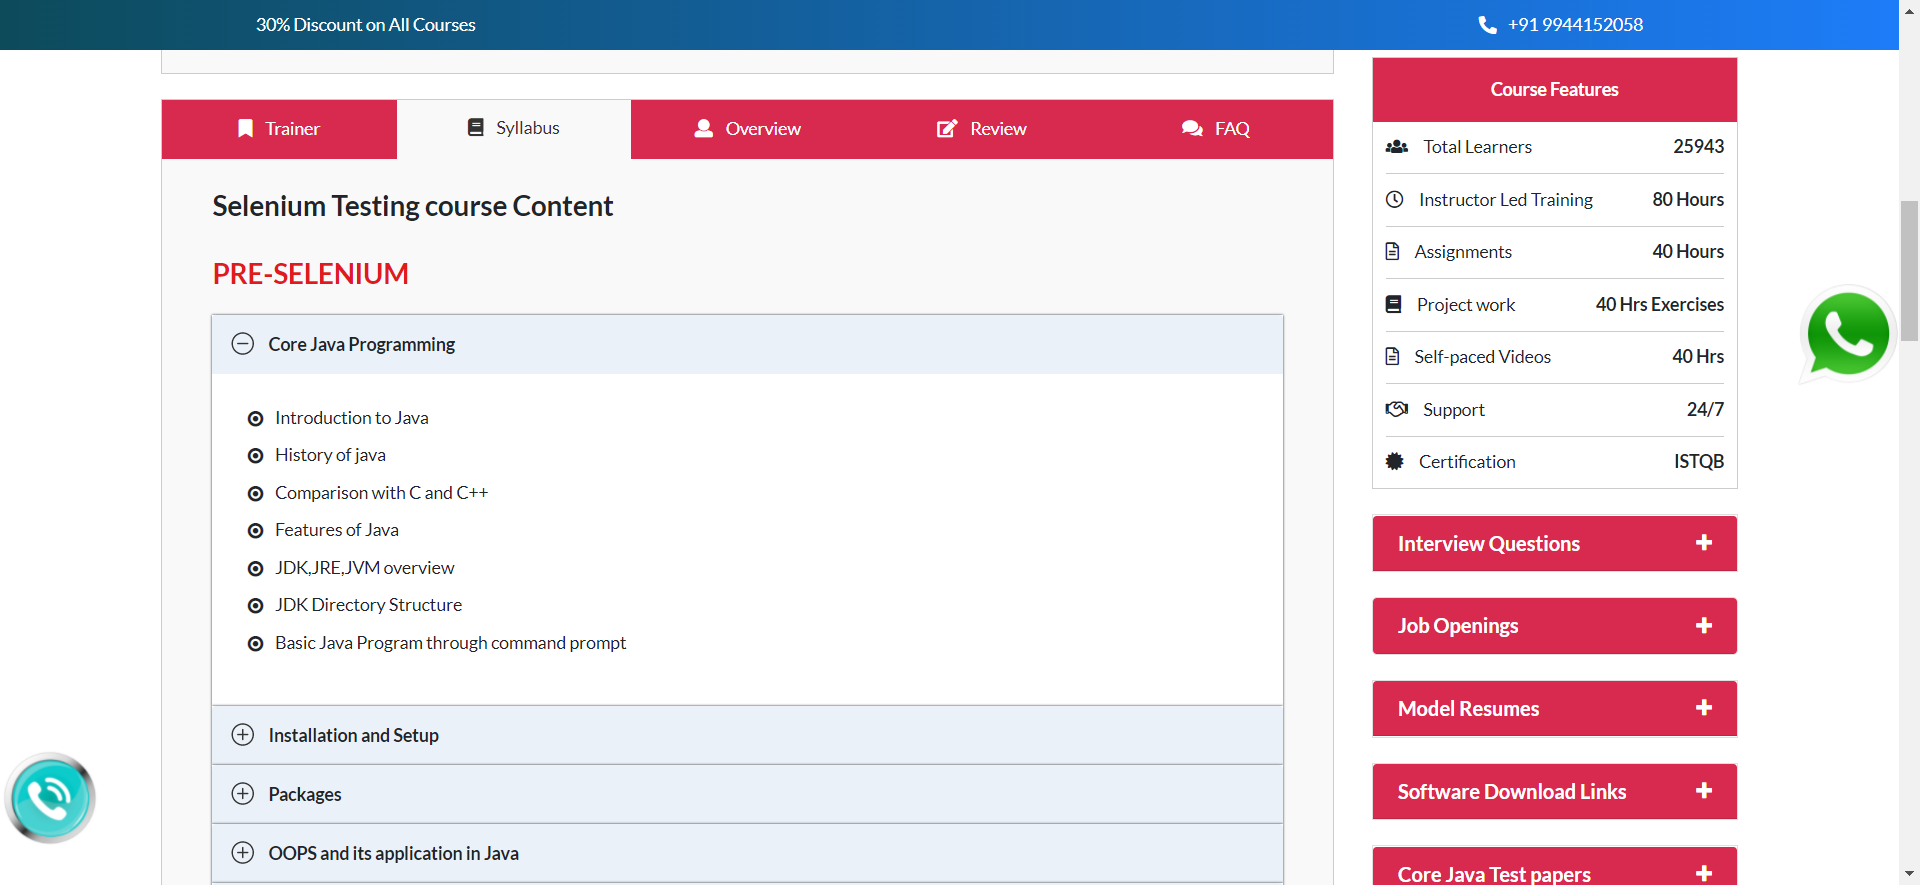 30% Discount on All Courses
+91 9944152058
Trainer
Syllabus
Overview
Review
FAQ
Selenium Testing course Content
PRE-SELENIUM
Core Java Programming
Introduction to Java
History of java
Comparison with C and C++
Features of Java
JDK,JRE,JVM overview
JDK Directory Structure
Basic Java Program through command prompt
Installation and Setup
Packages
OOPS and its application in Java
Course Features
Total Learners 25943
Instructor Led Training 80 Hours
Assignments 40 Hours
Project work 40 Hrs Exercises
Self-paced Videos 40 Hrs
Support 24/7
Certification ISTQB
Interview Questions
Job Openings
Model Resumes
Software Download Links
Core Java Test papers